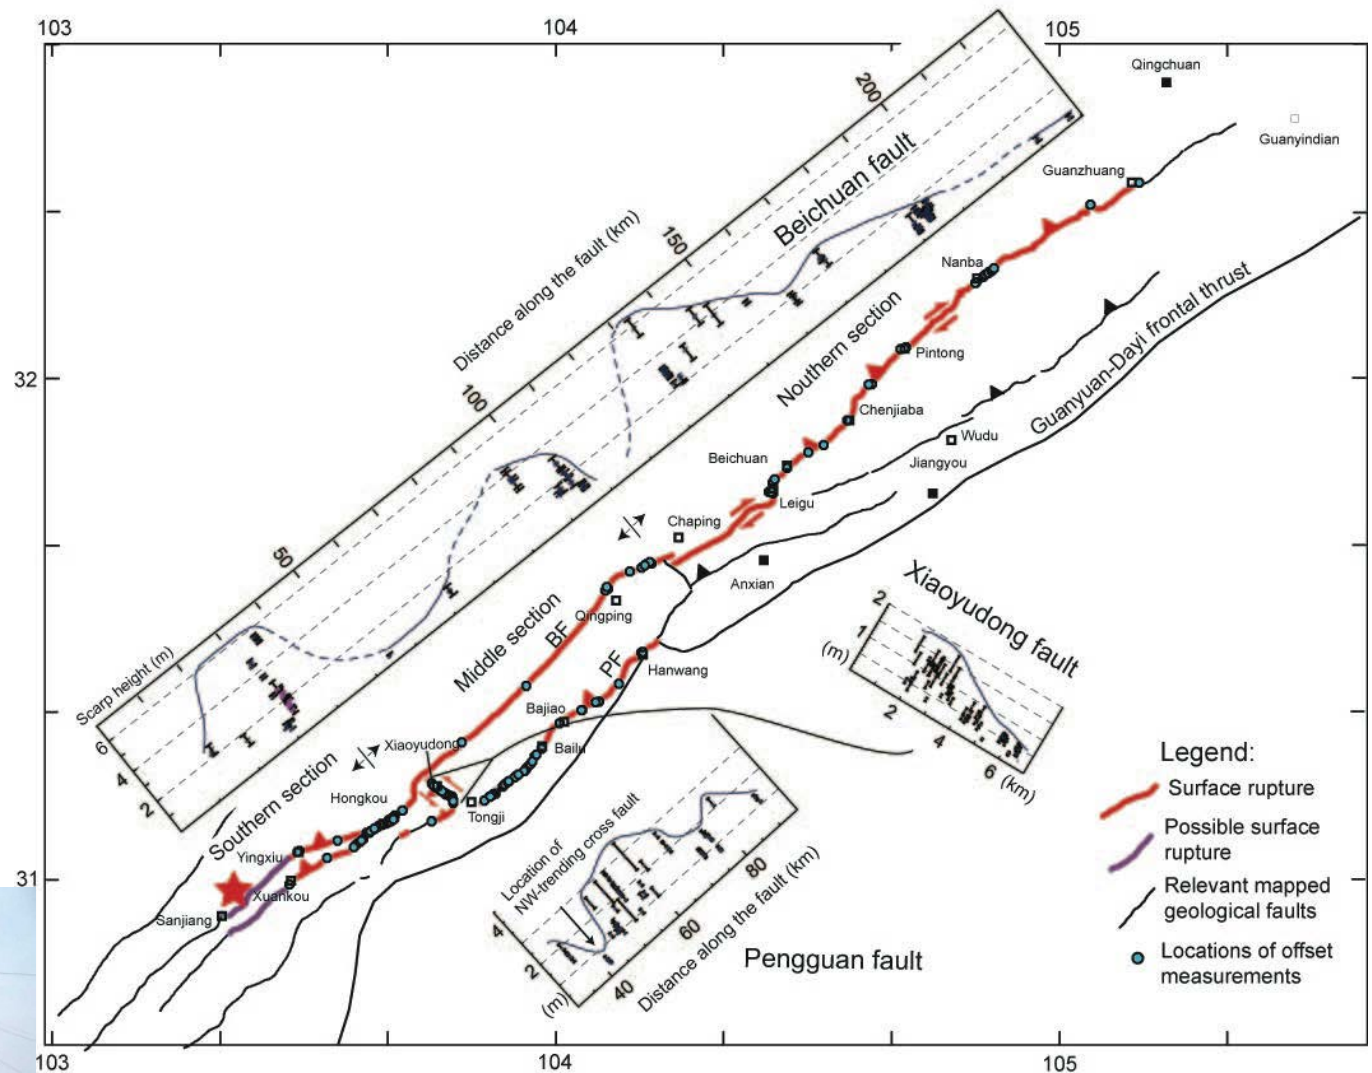 103
104
105
Qingchuan
Guanyindian
200
Beichuan fault
Guanzhuang
150
Distance along the fault (km)
Nanba
Guanyuan-Dayi frontal thrust
Nouthern section
Pintong
32
100
Chenjiaba
Wudu
Beichuan
Jiangyou
Leigu
Chaping
50
Anxian
Xiaoyudong fault
2
1
(m)
2
4
6
(km)
Qingping
Middle section
BF
PF
Hanwang
Scarp height (m)
6
4
2
Bajiao
Xiaoyudong
Bailu
Legend:
Surface rupture
Possible surface
rupture
Relevant mapped
geological faults
Locations of offset
measurements
Southern section
Hongkou
Tongji
Yingxiu
31
Xuankou
Sanjiang
Location of
NW-trending cross fault
4
2
(m)
40
60
80
Distance along the fault (km)
Pengguan fault
103
104
105